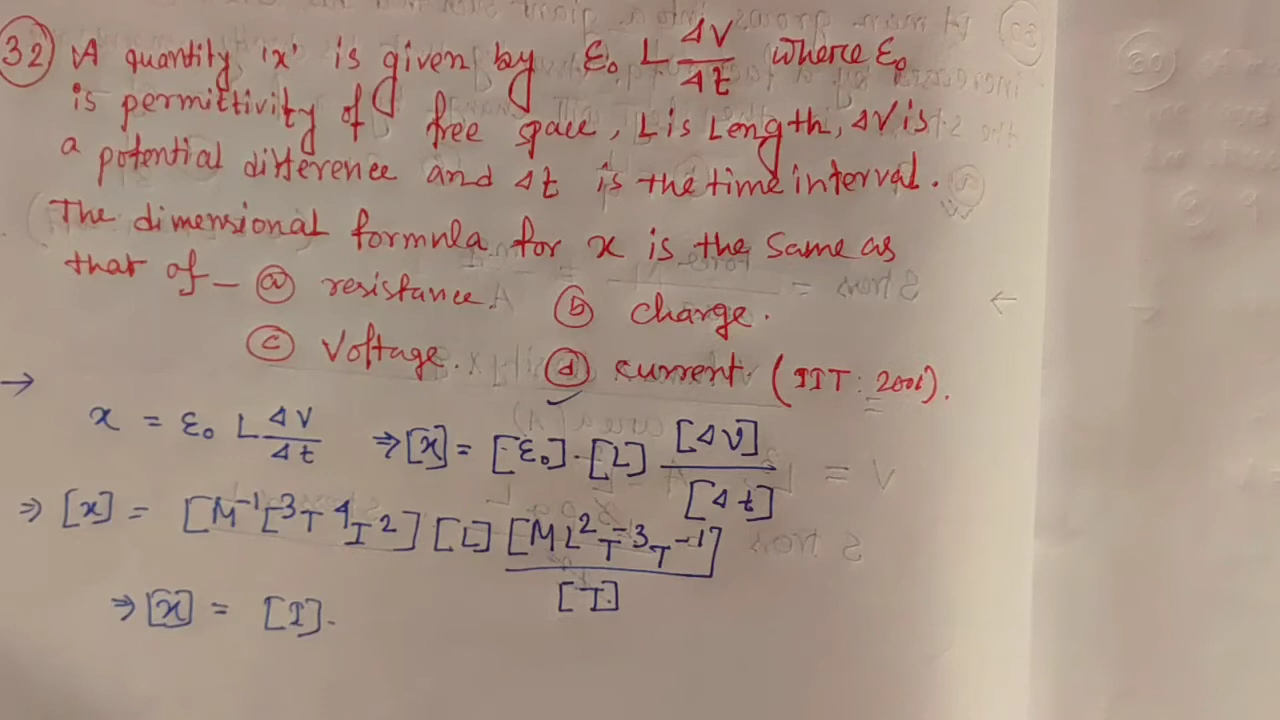 32) A quantity 'x' is given by ε₀ L ΔV/Δt where ε₀
is permittivity of free space, L is Length, ΔV is
a potential difference and Δt is the time interval.
The dimensional formula for x is the same as
that of – (a) resistance. (b) charge.
(c) Voltage. (d) current. (IIT: 2001).
→
x = ε₀ L ΔV/Δt ⇒ [x] = [ε₀]·[L] [ΔV]/[Δt]
⇒ [x] = [M⁻¹L⁻³T⁴I²] [L] [ML²T⁻³T⁻¹]/[T]
⇒ [x] = [I].